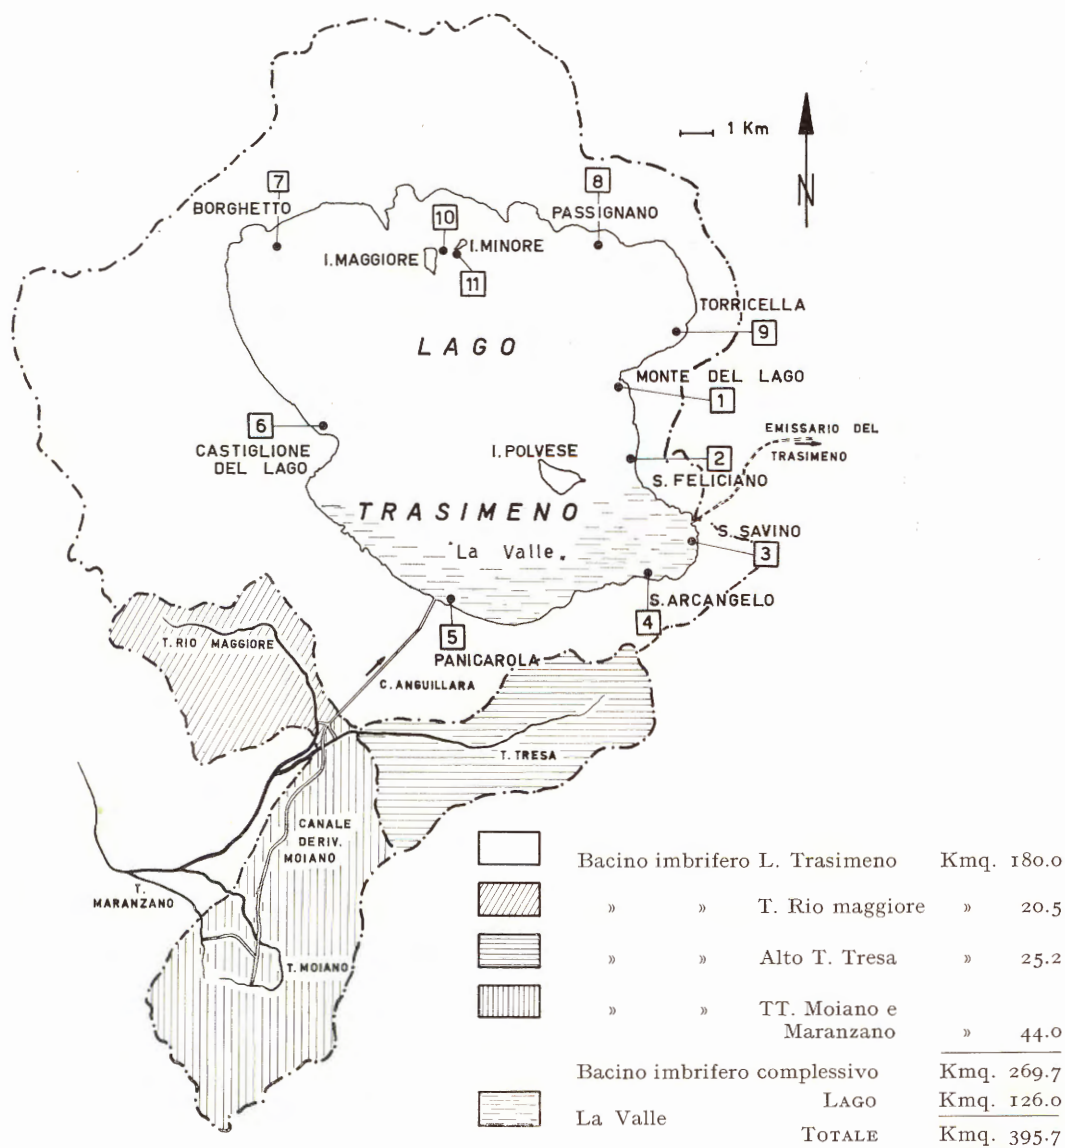 1 Km
N
7
8
BORGHETTO
10
PASSIGNANO
I. MINORE
I. MAGGIORE
11
TORRICELLA
9
LAGO
MONTE DEL LAGO
1
6
EMISSARIO DEL
TRASIMENO
CASTIGLIONE
DEL LAGO
I. POLVESE
2
S. FELICIANO
TRASIMENO
S. SAVINO
"La Valle"
3
S. ARCANGELO
4
5
T. RIO MAGGIORE
PANICAROLA
C. ANGUILLARA
T. TRESA
CANALE
DERIV.
MOIANO
T.
MARANZANO
T. MOIANO
Bacino imbrifero L. Trasimeno Kmq. 180.0
» » T. Rio maggiore » 20.5
» » Alto T. Tresa » 25.2
» » TT. Moiano e
Maranzano » 44.0
Bacino imbrifero complessivo Kmq. 269.7
LAGO Kmq. 126.0
La Valle
TOTALE Kmq. 395.7